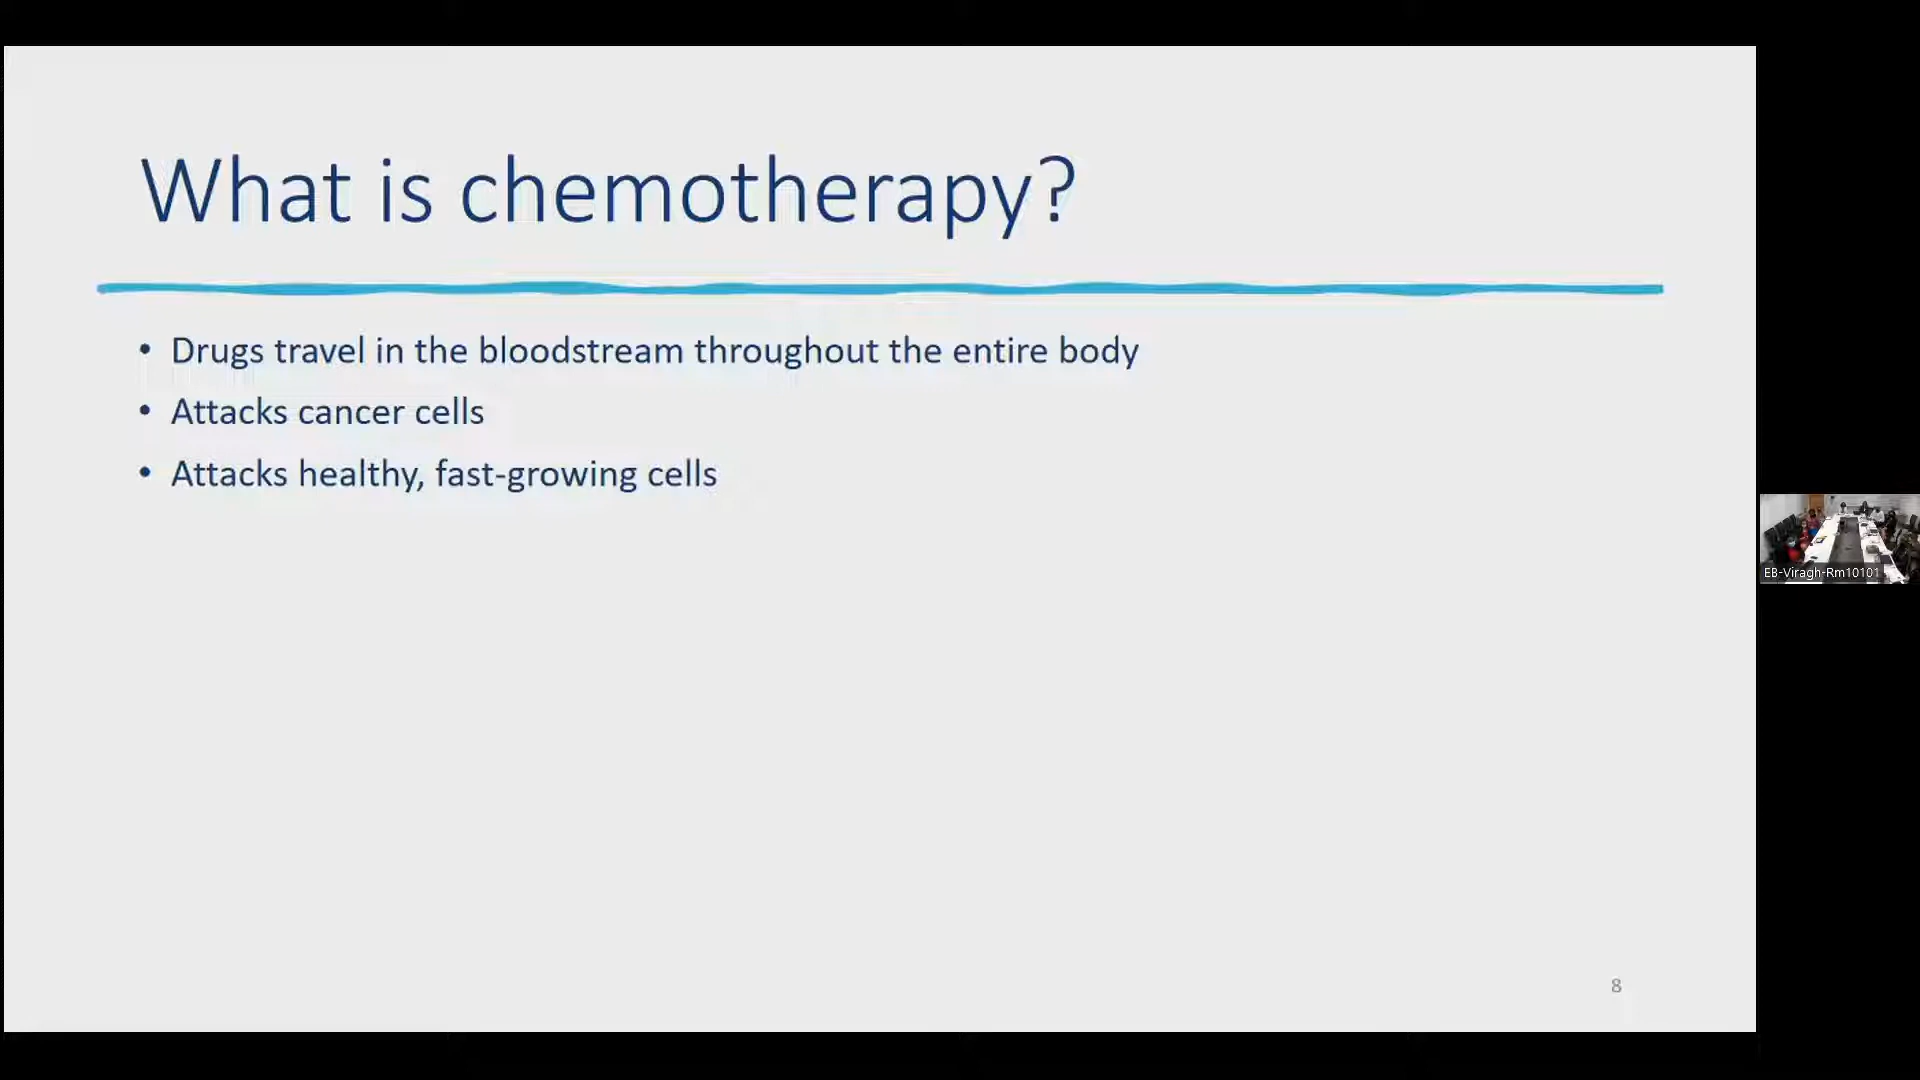 What is chemotherapy?
• Drugs travel in the bloodstream throughout the entire body
• Attacks cancer cells
• Attacks healthy, fast-growing cells
EB-Viragh-Rm10101
8